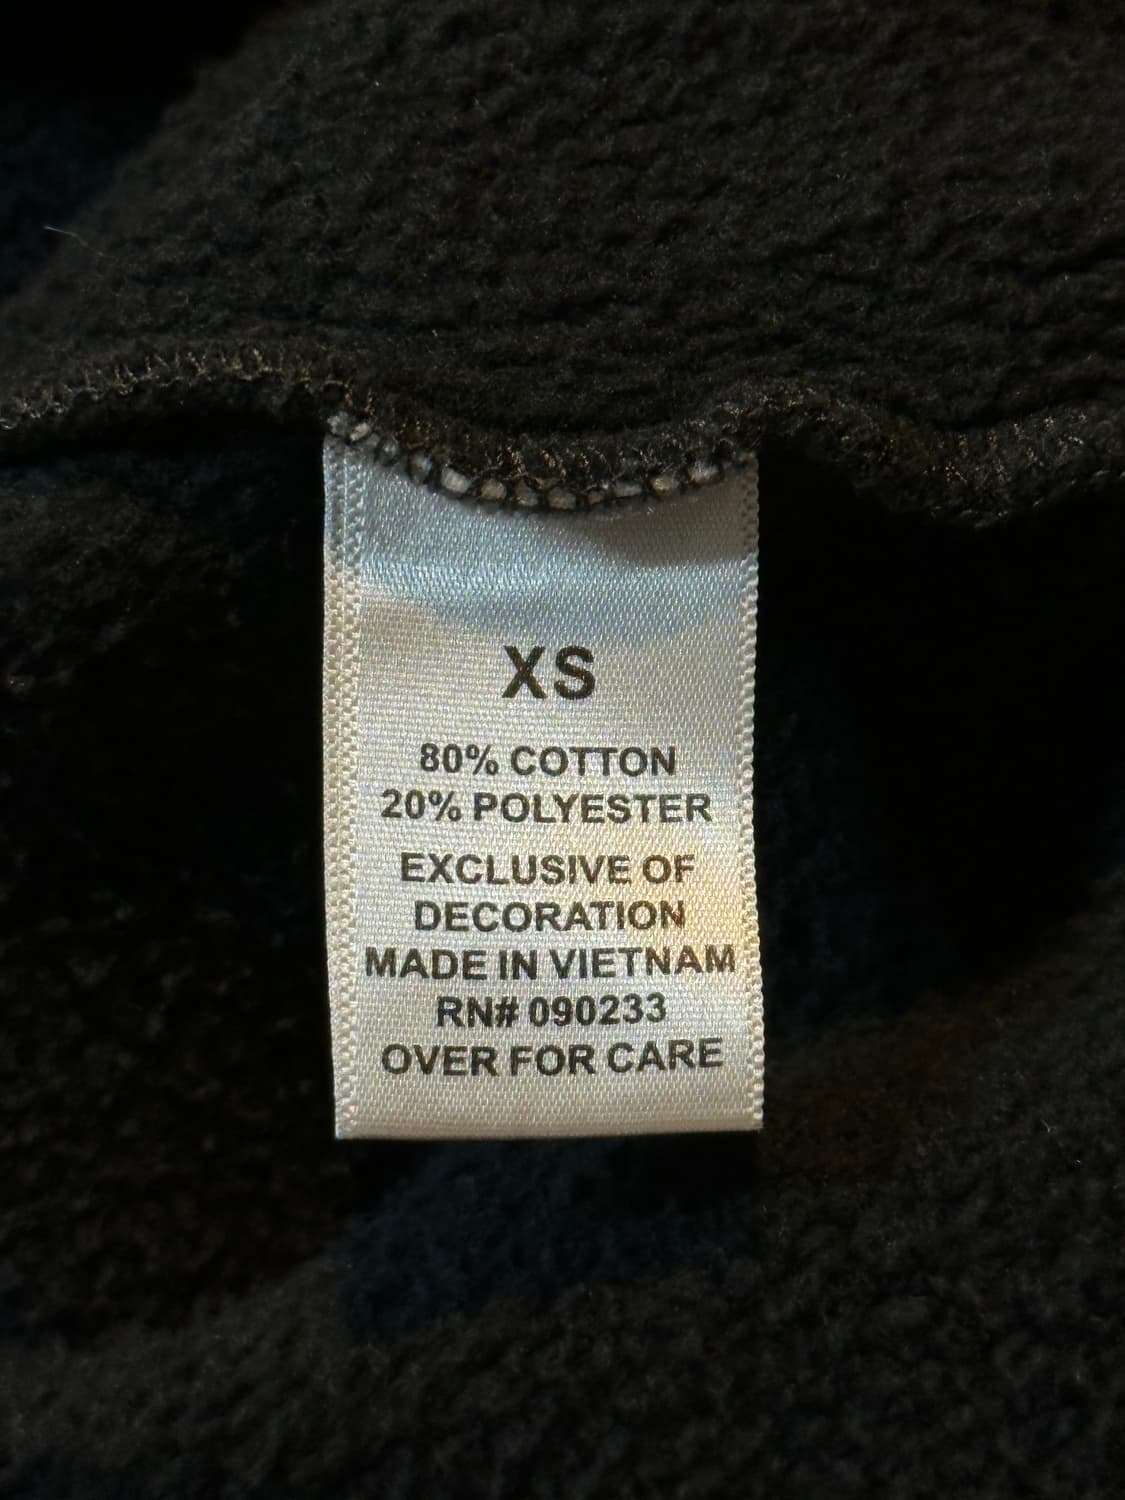 XS
80% COTTON
20% POLYESTER
EXCLUSIVE OF
DECORATION
MADE IN VIETNAM
RN# 090233
OVER FOR CARE